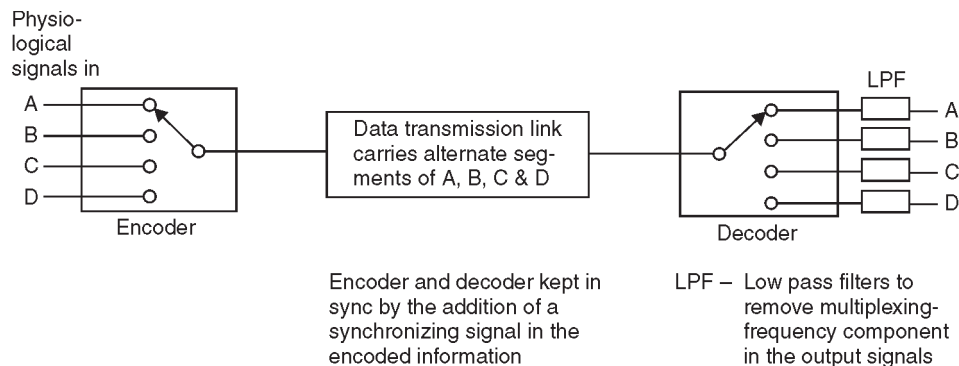 Physio-
logical
signals in
A
B
C
D
Encoder
Data transmission link
carries alternate seg-
ments of A, B, C & D
LPF
A
B
C
D
Decoder
Encoder and decoder kept in
sync by the addition of a
synchronizing signal in the
encoded information
LPF – Low pass filters to
remove multiplexing-
frequency component
in the output signals